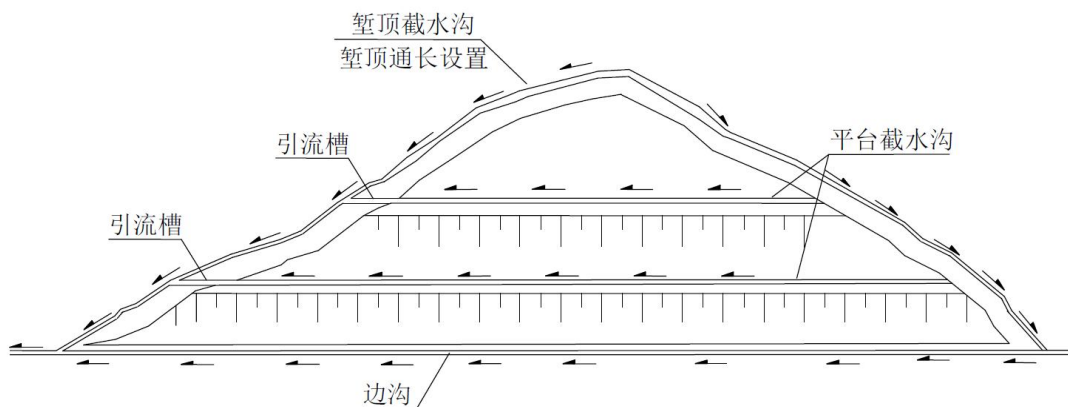 堑顶截水沟
堑顶通长设置
引流槽
平台截水沟
引流槽
边沟